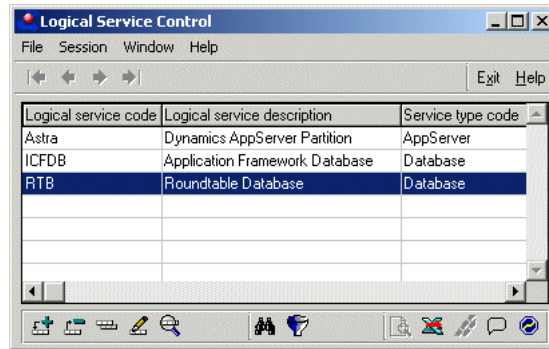 Logical Service Control
File Session Window Help
Exit Help
Logical service code Logical service description Service type code
Astra Dynamics AppServer Partition AppServer
ICFDB Application Framework Database Database
RTB Roundtable Database Database